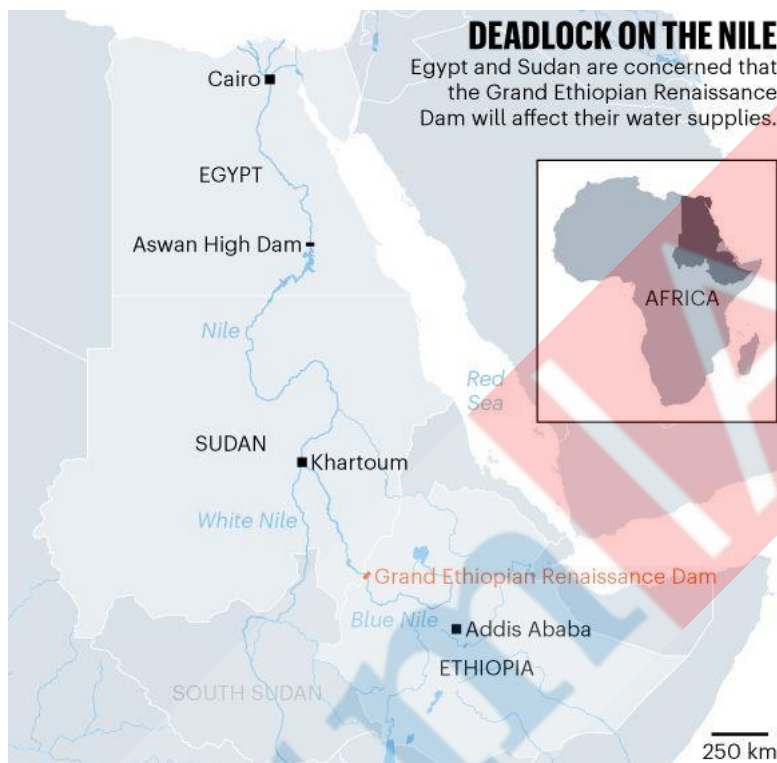 DEADLOCK ON THE NILE
Egypt and Sudan are concerned that
the Grand Ethiopian Renaissance
Dam will affect their water supplies.
Cairo
EGYPT
Aswan High Dam
AFRICA
Nile
Red
Sea
SUDAN
Khartoum
White Nile
Grand Ethiopian Renaissance Dam
Blue Nile
Addis Ababa
ETHIOPIA
SOUTH SUDAN
250 km